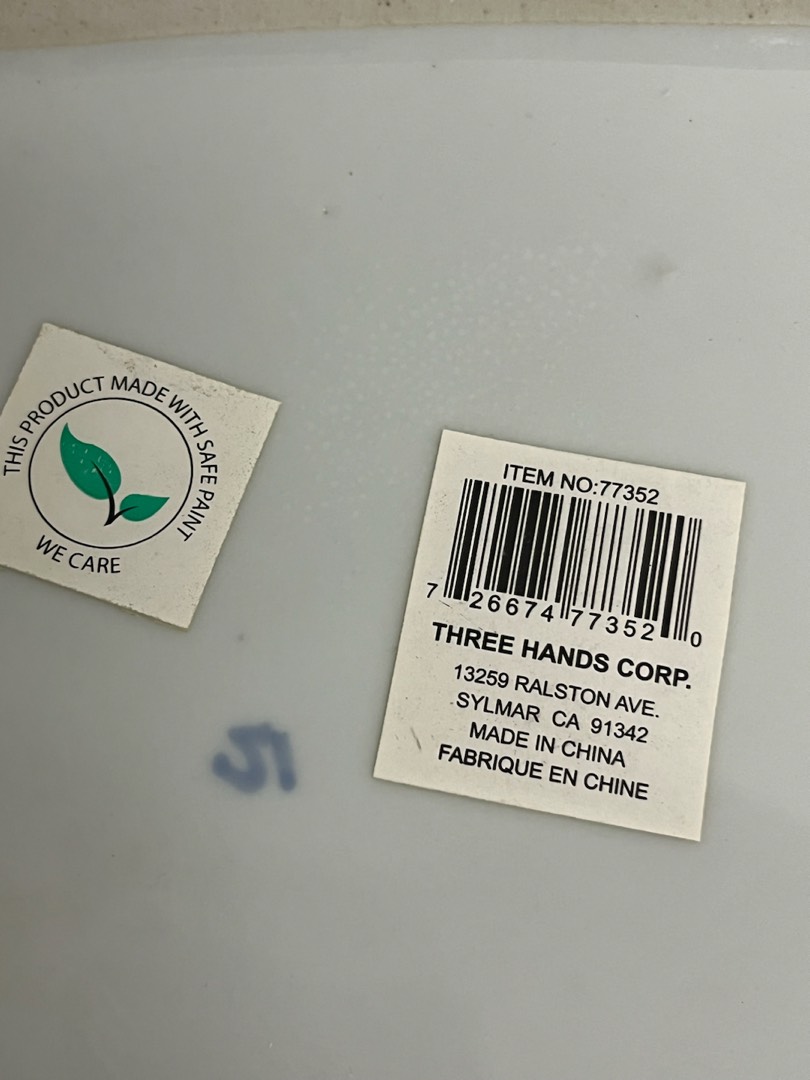 THIS PRODUCT MADE WITH SAFE PAINT
WE CARE
ITEM NO:77352
7 26674 77352 0
THREE HANDS CORP.
13259 RALSTON AVE.
SYLMAR CA 91342
MADE IN CHINA
FABRIQUE EN CHINE